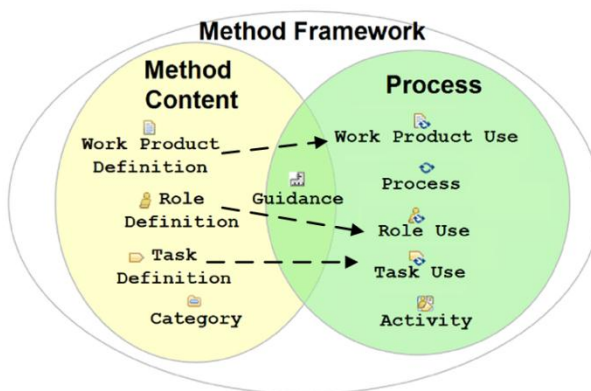 Method Framework
Method
Content
Process
Work Product
Definition
Work Product Use
Guidance
Process
Role
Definition
Role Use
Task
Definition
Task Use
Category
Activity